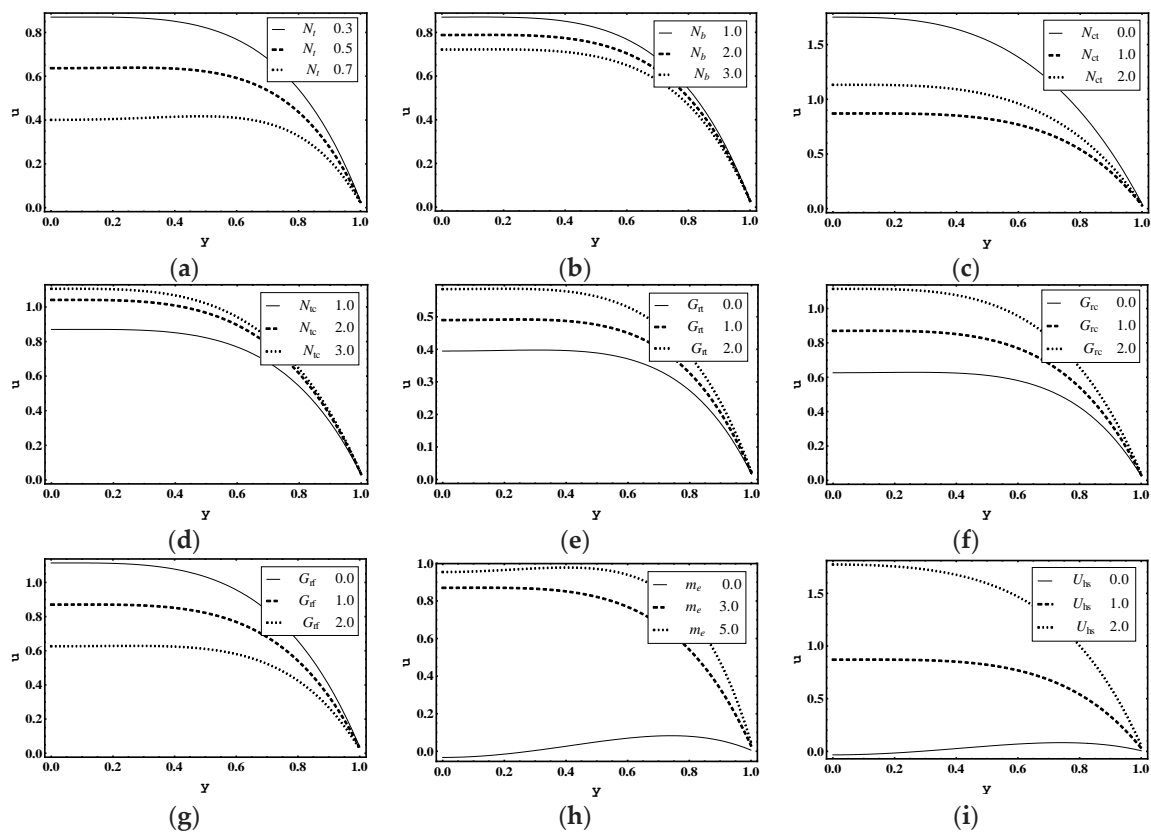 0.8
0.6
0.4
0.2
0.0
u
N_t 0.3
N_t 0.5
N_t 0.7
0.0 0.2 0.4 0.6 0.8 1.0
y
(a)
0.8
0.6
0.4
0.2
0.0
u
N_b 1.0
N_b 2.0
N_b 3.0
0.0 0.2 0.4 0.6 0.8 1.0
y
(b)
1.5
1.0
0.5
0.0
u
N_ct 0.0
N_ct 1.0
N_ct 2.0
0.0 0.2 0.4 0.6 0.8 1.0
y
(c)
1.0
0.8
0.6
0.4
0.2
0.0
u
N_tc 1.0
N_tc 2.0
N_tc 3.0
0.0 0.2 0.4 0.6 0.8 1.0
y
(d)
0.5
0.4
0.3
0.2
0.1
0.0
u
G_rt 0.0
G_rt 1.0
G_rt 2.0
0.0 0.2 0.4 0.6 0.8 1.0
y
(e)
1.0
0.8
0.6
0.4
0.2
0.0
u
G_rc 0.0
G_rc 1.0
G_rc 2.0
0.0 0.2 0.4 0.6 0.8 1.0
y
(f)
1.0
0.8
0.6
0.4
0.2
0.0
u
G_rf 0.0
G_rf 1.0
G_rf 2.0
0.0 0.2 0.4 0.6 0.8 1.0
y
(g)
1.0
0.8
0.6
0.4
0.2
0.0
u
m_e 0.0
m_e 3.0
m_e 5.0
0.0 0.2 0.4 0.6 0.8 1.0
y
(h)
1.5
1.0
0.5
0.0
u
U_hs 0.0
U_hs 1.0
U_hs 2.0
0.0 0.2 0.4 0.6 0.8 1.0
y
(i)